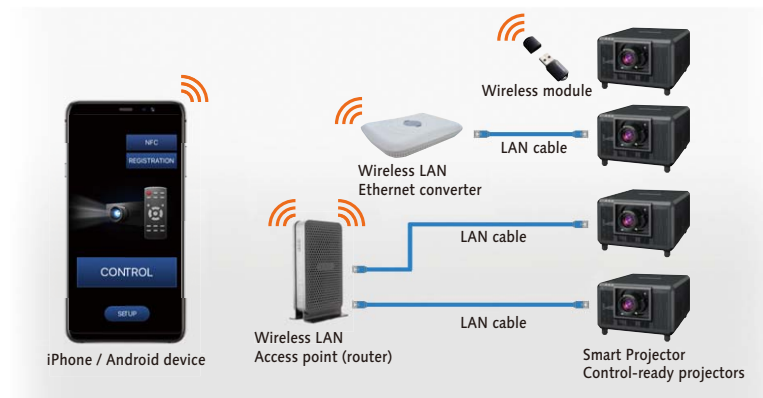 Wireless module
LAN cable
Wireless LAN
Ethernet converter
NFC
REGISTRATION
CONTROL
SETUP
LAN cable
LAN cable
Wireless LAN
Access point (router)
iPhone / Android device
Smart Projector
Control-ready projectors